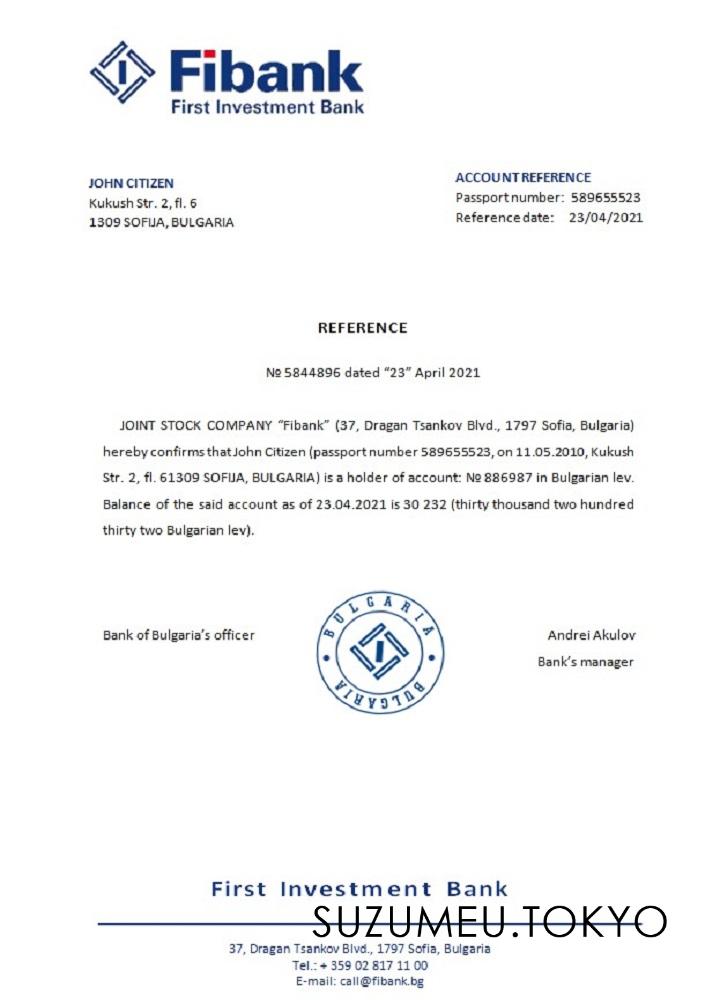 Fibank
First Investment Bank
JOHN CITIZEN
Kukush Str. 2, fl. 6
1309 SOFIJA, BULGARIA
ACCOUNT REFERENCE
Passport number: 589655523
Reference date: 23/04/2021
REFERENCE
№ 5844896 dated “23” April 2021
JOINT STOCK COMPANY “Fibank” (37, Dragan Tsankov Blvd., 1797 Sofia, Bulgaria)
hereby confirms that John Citizen (passport number 589655523, on 11.05.2010, Kukush
Str. 2, fl. 61309 SOFIJA, BULGARIA) is a holder of account: № 886987 in Bulgarian lev.
Balance of the said account as of 23.04.2021 is 30 232 (thirty thousand two hundred
thirty two Bulgarian lev).
Bank of Bulgaria’s officer
BULGARIA
BULGARIA
Andrei Akulov
Bank’s manager
First Investment Bank
SUZUMEU.TOKYO
37, Dragan Tsankov Blvd., 1797 Sofia, Bulgaria
Tel.: + 359 02 817 11 00
E-mail: call@fibank.bg